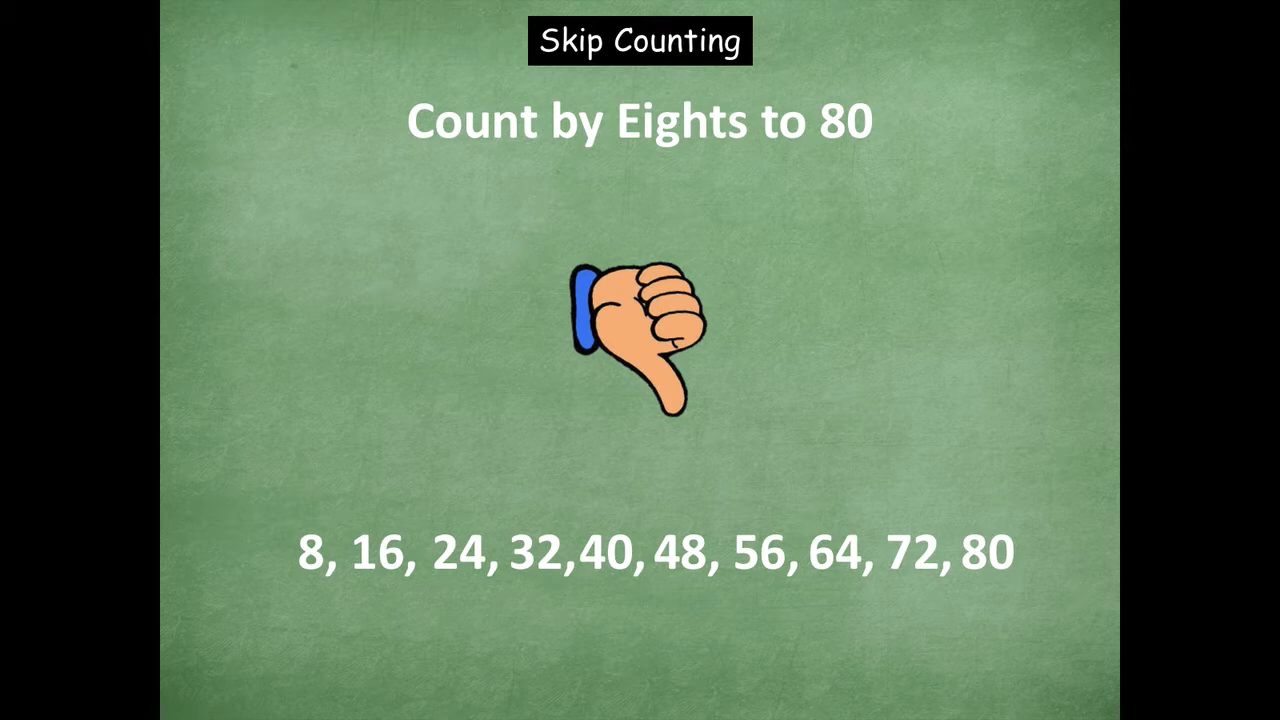 Skip Counting
Count by Eights to 80
8, 16, 24, 32,40, 48, 56, 64, 72, 80